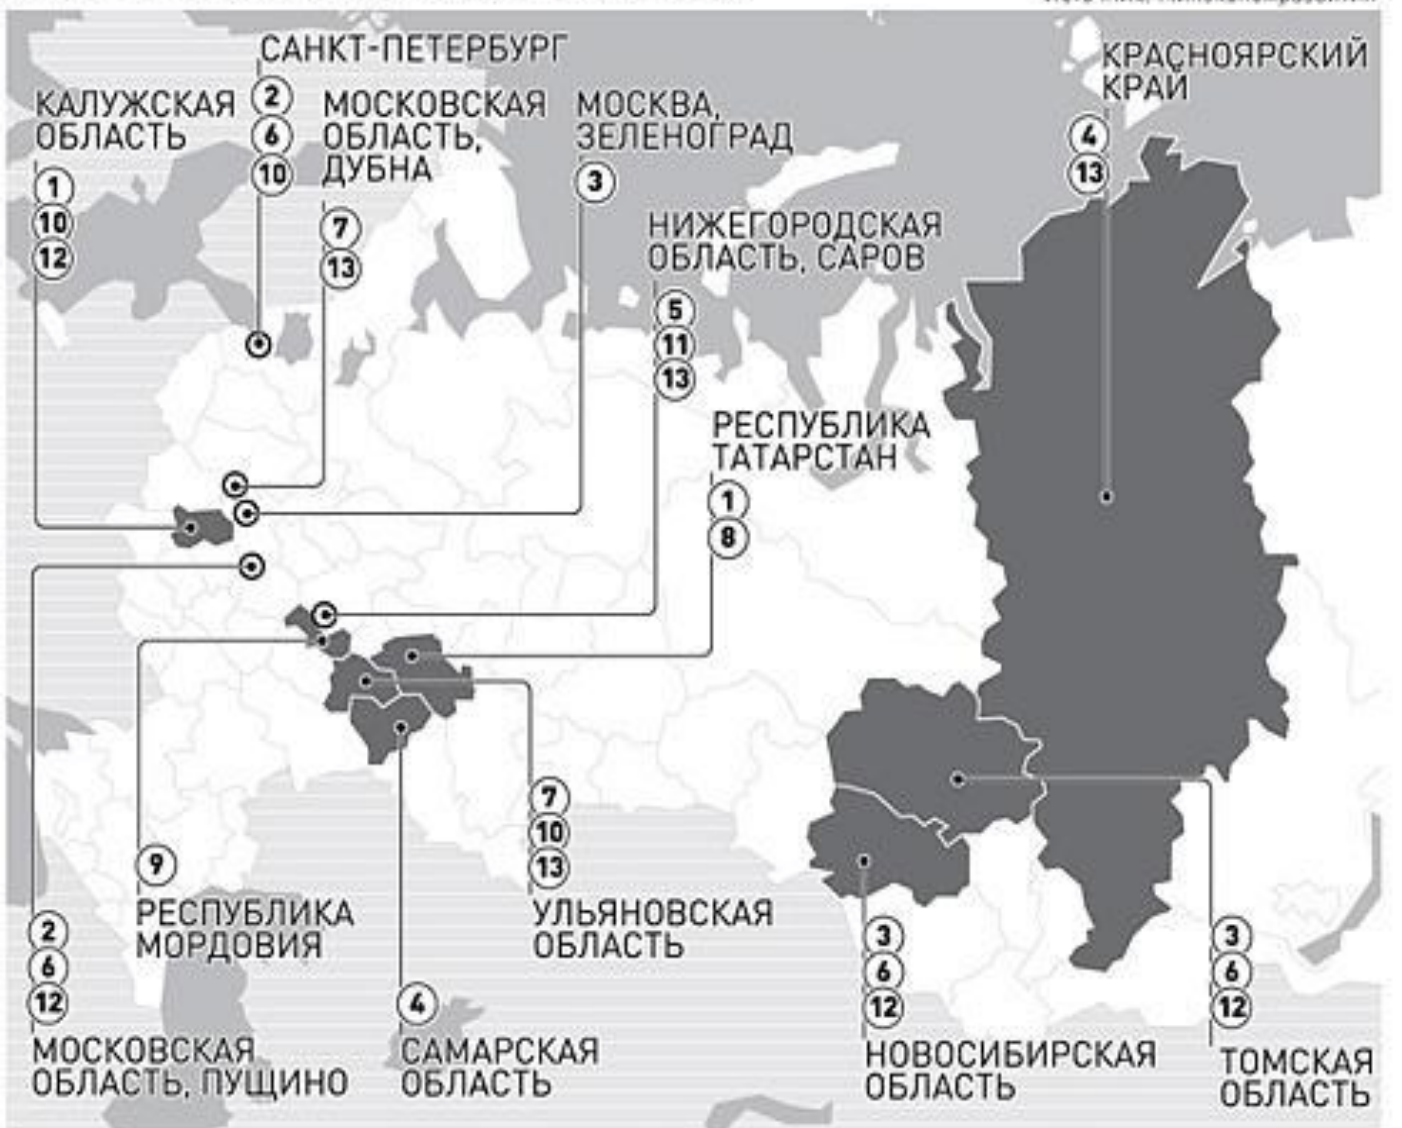 САНКТ-ПЕТЕРБУРГ
2
6
10
КАЛУЖСКАЯ
ОБЛАСТЬ
1
10
12
МОСКОВСКАЯ
ОБЛАСТЬ,
ДУБНА
7
13
МОСКВА,
ЗЕЛЕНОГРАД
3
КРАСНОЯРСКИЙ
КРАЙ
4
13
НИЖЕГОРОДСКАЯ
ОБЛАСТЬ, САРОВ
5
11
13
РЕСПУБЛИКА
ТАТАРСТАН
1
8
7
10
13
УЛЬЯНОВСКАЯ
ОБЛАСТЬ
9
РЕСПУБЛИКА
МОРДОВИЯ
2
6
12
МОСКОВСКАЯ
ОБЛАСТЬ, ПУЩИНО
4
САМАРСКАЯ
ОБЛАСТЬ
3
6
12
НОВОСИБИРСКАЯ
ОБЛАСТЬ
3
6
12
ТОМСКАЯ
ОБЛАСТЬ